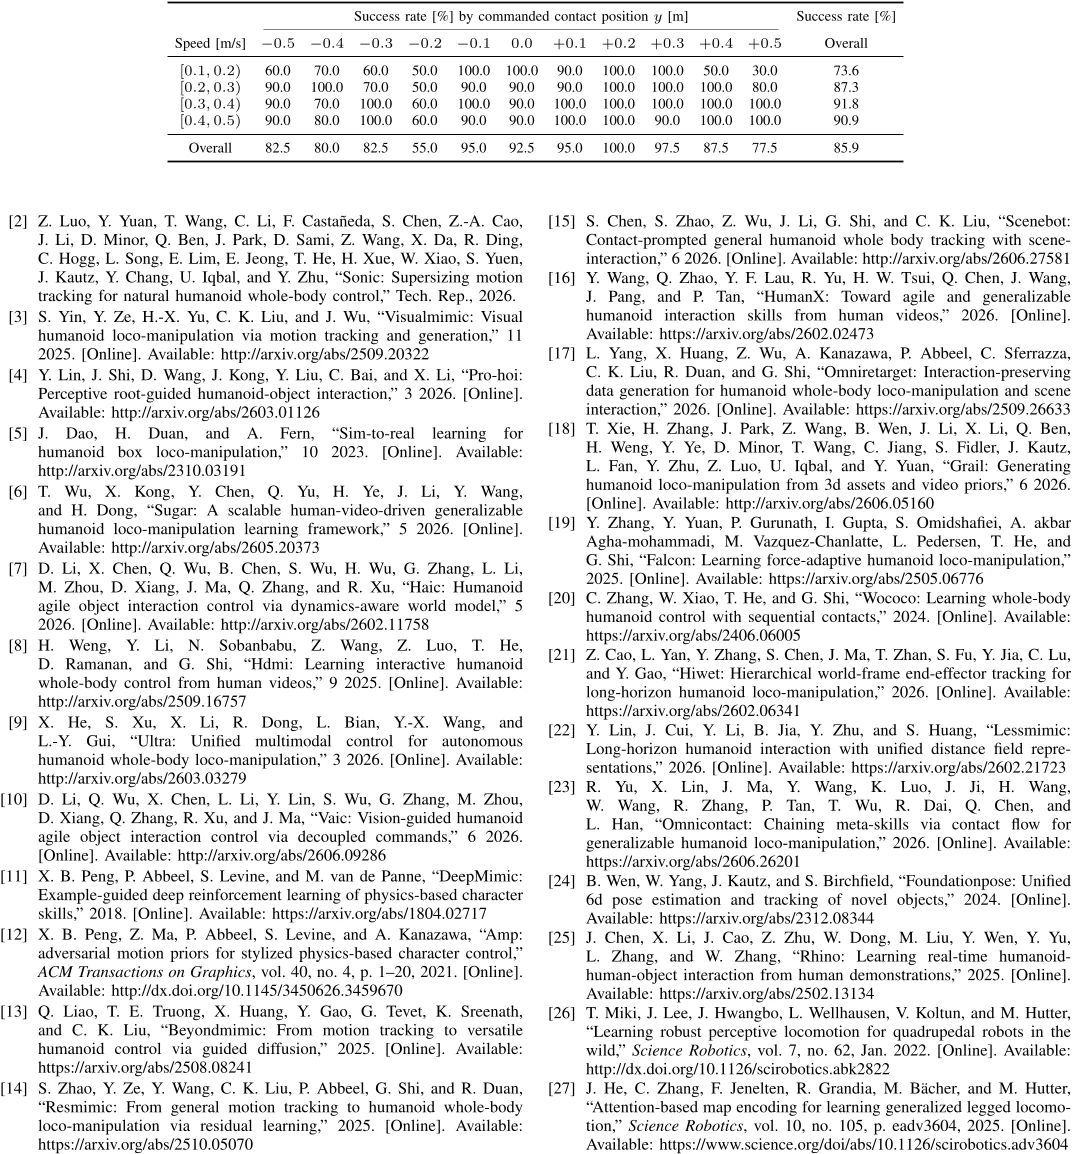 Success rate [%] by commanded contact position y [m] Success rate [%]
Speed [m/s] −0.5 −0.4 −0.3 −0.2 −0.1 0.0 +0.1 +0.2 +0.3 +0.4 +0.5 Overall
[0.1, 0.2) 60.0 70.0 60.0 50.0 100.0 100.0 90.0 100.0 100.0 50.0 30.0 73.6
[0.2, 0.3) 90.0 100.0 70.0 50.0 90.0 90.0 90.0 100.0 100.0 100.0 80.0 87.3
[0.3, 0.4) 90.0 70.0 100.0 60.0 100.0 90.0 100.0 100.0 100.0 100.0 100.0 91.8
[0.4, 0.5) 90.0 80.0 100.0 60.0 90.0 90.0 100.0 100.0 90.0 100.0 100.0 90.9
Overall 82.5 80.0 82.5 55.0 95.0 92.5 95.0 100.0 97.5 87.5 77.5 85.9
[2] Z. Luo, Y. Yuan, T. Wang, C. Li, F. Castañeda, S. Chen, Z.-A. Cao,
J. Li, D. Minor, Q. Ben, J. Park, D. Sami, Z. Wang, X. Da, R. Ding,
C. Hogg, L. Song, E. Lim, E. Jeong, T. He, H. Xue, W. Xiao, S. Yuen,
J. Kautz, Y. Chang, U. Iqbal, and Y. Zhu, “Sonic: Supersizing motion
tracking for natural humanoid whole-body control,” Tech. Rep., 2026.
[3] S. Yin, Y. Ze, H.-X. Yu, C. K. Liu, and J. Wu, “Visualmimic: Visual
humanoid loco-manipulation via motion tracking and generation,” 11
2025. [Online]. Available: http://arxiv.org/abs/2509.20322
[4] Y. Lin, J. Shi, D. Wang, J. Kong, Y. Liu, C. Bai, and X. Li, “Pro-hoi:
Perceptive root-guided humanoid-object interaction,” 3 2026. [Online].
Available: http://arxiv.org/abs/2603.01126
[5] J. Dao, H. Duan, and A. Fern, “Sim-to-real learning for
humanoid box loco-manipulation,” 10 2023. [Online]. Available:
http://arxiv.org/abs/2310.03191
[6] T. Wu, X. Kong, Y. Chen, Q. Yu, H. Ye, J. Li, Y. Wang,
and H. Dong, “Sugar: A scalable human-video-driven generalizable
humanoid loco-manipulation learning framework,” 5 2026. [Online].
Available: http://arxiv.org/abs/2605.20373
[7] D. Li, X. Chen, Q. Wu, B. Chen, S. Wu, H. Wu, G. Zhang, L. Li,
M. Zhou, D. Xiang, J. Ma, Q. Zhang, and R. Xu, “Haic: Humanoid
agile object interaction control via dynamics-aware world model,” 5
2026. [Online]. Available: http://arxiv.org/abs/2602.11758
[8] H. Weng, Y. Li, N. Sobanbabu, Z. Wang, Z. Luo, T. He,
D. Ramanan, and G. Shi, “Hdmi: Learning interactive humanoid
whole-body control from human videos,” 9 2025. [Online]. Available:
http://arxiv.org/abs/2509.16757
[9] X. He, S. Xu, X. Li, R. Dong, L. Bian, Y.-X. Wang, and
L.-Y. Gui, “Ultra: Unified multimodal control for autonomous
humanoid whole-body loco-manipulation,” 3 2026. [Online]. Available:
http://arxiv.org/abs/2603.03279
[10] D. Li, Q. Wu, X. Chen, L. Li, Y. Lin, S. Wu, G. Zhang, M. Zhou,
D. Xiang, Q. Zhang, R. Xu, and J. Ma, “Vaic: Vision-guided humanoid
agile object interaction control via decoupled commands,” 6 2026.
[Online]. Available: http://arxiv.org/abs/2606.09286
[11] X. B. Peng, P. Abbeel, S. Levine, and M. van de Panne, “DeepMimic:
Example-guided deep reinforcement learning of physics-based character
skills,” 2018. [Online]. Available: https://arxiv.org/abs/1804.02717
[12] X. B. Peng, Z. Ma, P. Abbeel, S. Levine, and A. Kanazawa, “Amp:
adversarial motion priors for stylized physics-based character control,”
ACM Transactions on Graphics, vol. 40, no. 4, p. 1–20, 2021. [Online].
Available: http://dx.doi.org/10.1145/3450626.3459670
[13] Q. Liao, T. E. Truong, X. Huang, Y. Gao, G. Tevet, K. Sreenath,
and C. K. Liu, “Beyondmimic: From motion tracking to versatile
humanoid control via guided diffusion,” 2025. [Online]. Available:
https://arxiv.org/abs/2508.08241
[14] S. Zhao, Y. Ze, Y. Wang, C. K. Liu, P. Abbeel, G. Shi, and R. Duan,
“Resmimic: From general motion tracking to humanoid whole-body
loco-manipulation via residual learning,” 2025. [Online]. Available:
https://arxiv.org/abs/2510.05070
[15] S. Chen, S. Zhao, Z. Wu, J. Li, G. Shi, and C. K. Liu, “Scenebot:
Contact-prompted general humanoid whole body tracking with scene-
interaction,” 6 2026. [Online]. Available: http://arxiv.org/abs/2606.27581
[16] Y. Wang, Q. Zhao, Y. F. Lau, R. Yu, H. W. Tsui, Q. Chen, J. Wang,
J. Pang, and P. Tan, “HumanX: Toward agile and generalizable
humanoid interaction skills from human videos,” 2026. [Online].
Available: https://arxiv.org/abs/2602.02473
[17] L. Yang, X. Huang, Z. Wu, A. Kanazawa, P. Abbeel, C. Sferrazza,
C. K. Liu, R. Duan, and G. Shi, “Omniretarget: Interaction-preserving
data generation for humanoid whole-body loco-manipulation and scene
interaction,” 2026. [Online]. Available: https://arxiv.org/abs/2509.26633
[18] T. Xie, H. Zhang, J. Park, Z. Wang, B. Wen, J. Li, X. Li, Q. Ben,
H. Weng, Y. Ye, D. Minor, T. Wang, C. Jiang, S. Fidler, J. Kautz,
L. Fan, Y. Zhu, Z. Luo, U. Iqbal, and Y. Yuan, “Grail: Generating
humanoid loco-manipulation from 3d assets and video priors,” 6 2026.
[Online]. Available: http://arxiv.org/abs/2606.05160
[19] Y. Zhang, Y. Yuan, P. Gurunath, I. Gupta, S. Omidshafiei, A. akbar
Agha-mohammadi, M. Vazquez-Chanlatte, L. Pedersen, T. He, and
G. Shi, “Falcon: Learning force-adaptive humanoid loco-manipulation,”
2025. [Online]. Available: https://arxiv.org/abs/2505.06776
[20] C. Zhang, W. Xiao, T. He, and G. Shi, “Wococo: Learning whole-body
humanoid control with sequential contacts,” 2024. [Online]. Available:
https://arxiv.org/abs/2406.06005
[21] Z. Cao, L. Yan, Y. Zhang, S. Chen, J. Ma, T. Zhan, S. Fu, Y. Jia, C. Lu,
and Y. Gao, “Hiwet: Hierarchical world-frame end-effector tracking for
long-horizon humanoid loco-manipulation,” 2026. [Online]. Available:
https://arxiv.org/abs/2602.06341
[22] Y. Lin, J. Cui, Y. Li, B. Jia, Y. Zhu, and S. Huang, “Lessmimic:
Long-horizon humanoid interaction with unified distance field repre-
sentations,” 2026. [Online]. Available: https://arxiv.org/abs/2602.21723
[23] R. Yu, X. Lin, J. Ma, Y. Wang, K. Luo, J. Ji, H. Wang,
W. Wang, R. Zhang, P. Tan, T. Wu, R. Dai, Q. Chen, and
L. Han, “Omnicontact: Chaining meta-skills via contact flow for
generalizable humanoid loco-manipulation,” 2026. [Online]. Available:
https://arxiv.org/abs/2606.26201
[24] B. Wen, W. Yang, J. Kautz, and S. Birchfield, “Foundationpose: Unified
6d pose estimation and tracking of novel objects,” 2024. [Online].
Available: https://arxiv.org/abs/2312.08344
[25] J. Chen, X. Li, J. Cao, Z. Zhu, W. Dong, M. Liu, Y. Wen, Y. Yu,
L. Zhang, and W. Zhang, “Rhino: Learning real-time humanoid-
human-object interaction from human demonstrations,” 2025. [Online].
Available: https://arxiv.org/abs/2502.13134
[26] T. Miki, J. Lee, J. Hwangbo, L. Wellhausen, V. Koltun, and M. Hutter,
“Learning robust perceptive locomotion for quadrupedal robots in the
wild,” Science Robotics, vol. 7, no. 62, Jan. 2022. [Online]. Available:
http://dx.doi.org/10.1126/scirobotics.abk2822
[27] J. He, C. Zhang, F. Jenelten, R. Grandia, M. Bächer, and M. Hutter,
“Attention-based map encoding for learning generalized legged locomo-
tion,” Science Robotics, vol. 10, no. 105, p. eadv3604, 2025. [Online].
Available: https://www.science.org/doi/abs/10.1126/scirobotics.adv3604